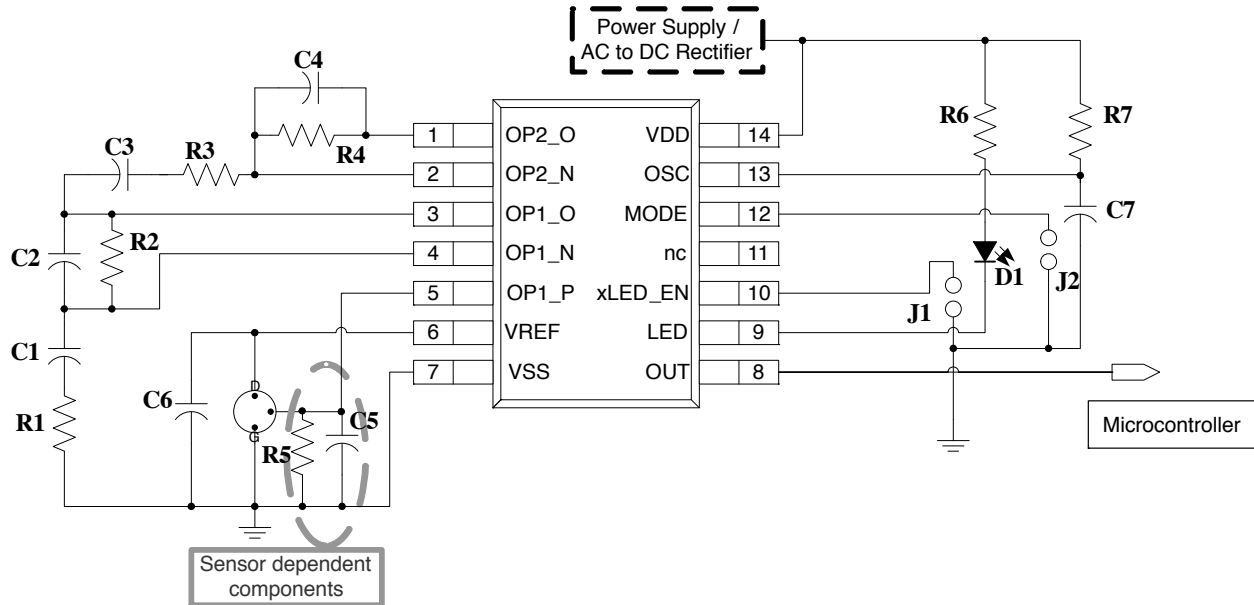 Power Supply /
AC to DC Rectifier
C4
R4
C3
R3
R2
C2
C1
R1
C6
D
G
R5
C5
1 OP2_O VDD 14
2 OP2_N OSC 13
3 OP1_O MODE 12
4 OP1_N nc 11
5 OP1_P xLED_EN 10
6 VREF LED 9
7 VSS OUT 8
R6
R7
C7
D1
J2
J1
Microcontroller
Sensor dependent
components